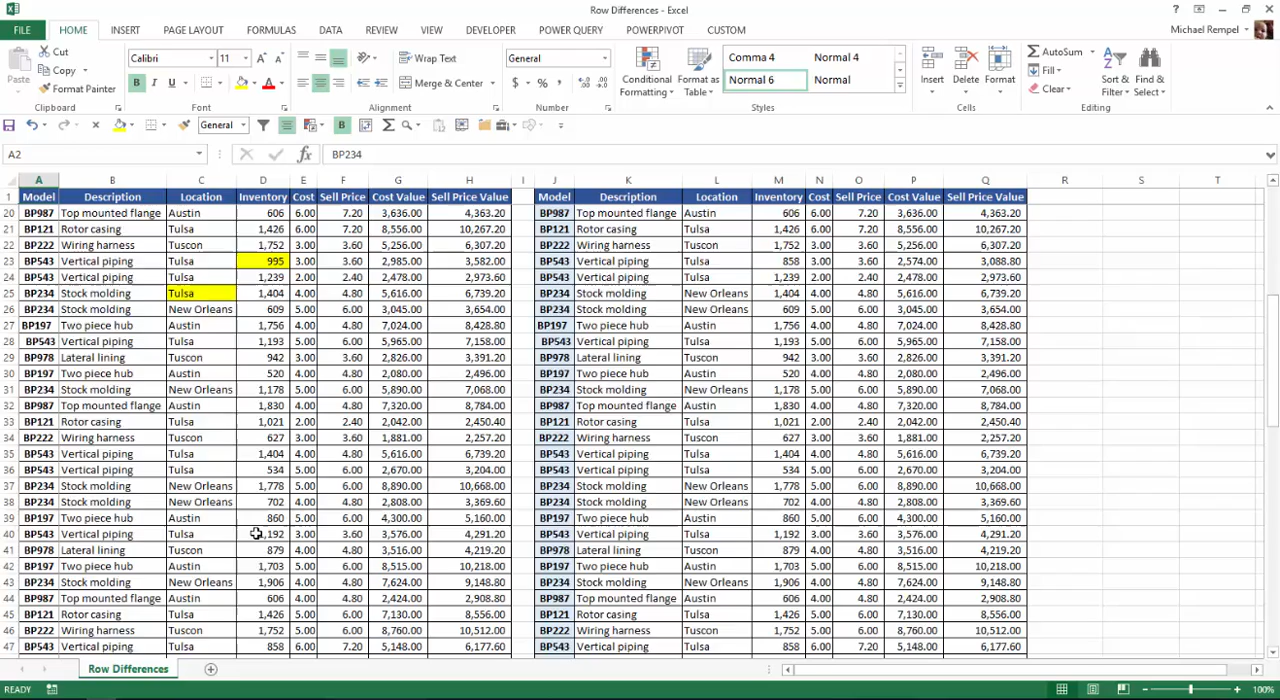 Row Differences - Excel
FILE HOME INSERT PAGE LAYOUT FORMULAS DATA REVIEW VIEW DEVELOPER POWER QUERY POWERPIVOT CUSTOM Michael Rempel
Paste Cut Copy Format Painter Clipboard
Calibri 11 B I U A Font
Wrap Text Merge & Center Alignment
General $ % , Number
Conditional Formatting Format as Table Comma 4 Normal 4 Normal 6 Normal Styles
Insert Delete Format Cells
AutoSum Fill Clear Sort & Filter Find & Select Editing
General B
A2 fx BP234
A B C D E F G H I J K L M N O P Q R S T
1 Model Description Location Inventory Cost Sell Price Cost Value Sell Price Value Model Description Location Inventory Cost Sell Price Cost Value Sell Price Value
20 BP987 Top mounted flange Austin 606 6.00 7.20 3,636.00 4,363.20 BP987 Top mounted flange Austin 606 6.00 7.20 3,636.00 4,363.20
21 BP121 Rotor casing Tulsa 1,426 6.00 7.20 8,556.00 10,267.20 BP121 Rotor casing Tulsa 1,426 6.00 7.20 8,556.00 10,267.20
22 BP222 Wiring harness Tuscon 1,752 3.00 3.60 5,256.00 6,307.20 BP222 Wiring harness Tuscon 1,752 3.00 3.60 5,256.00 6,307.20
23 BP543 Vertical piping Tulsa 995 3.00 3.60 2,985.00 3,582.00 BP543 Vertical piping Tulsa 858 3.00 3.60 2,574.00 3,088.80
24 BP543 Vertical piping Tulsa 1,239 2.00 2.40 2,478.00 2,973.60 BP543 Vertical piping Tulsa 1,239 2.00 2.40 2,478.00 2,973.60
25 BP234 Stock molding Tulsa 1,404 4.00 4.80 5,616.00 6,739.20 BP234 Stock molding New Orleans 1,404 4.00 4.80 5,616.00 6,739.20
26 BP234 Stock molding New Orleans 609 5.00 6.00 3,045.00 3,654.00 BP234 Stock molding New Orleans 609 5.00 6.00 3,045.00 3,654.00
27 BP197 Two piece hub Austin 1,756 4.00 4.80 7,024.00 8,428.80 BP197 Two piece hub Austin 1,756 4.00 4.80 7,024.00 8,428.80
28 BP543 Vertical piping Tulsa 1,193 5.00 6.00 5,965.00 7,158.00 BP543 Vertical piping Tulsa 1,193 5.00 6.00 5,965.00 7,158.00
29 BP978 Lateral lining Tuscon 942 3.00 3.60 2,826.00 3,391.20 BP978 Lateral lining Tuscon 942 3.00 3.60 2,826.00 3,391.20
30 BP197 Two piece hub Austin 520 4.00 4.80 2,080.00 2,496.00 BP197 Two piece hub Austin 520 4.00 4.80 2,080.00 2,496.00
31 BP234 Stock molding New Orleans 1,178 5.00 6.00 5,890.00 7,068.00 BP234 Stock molding New Orleans 1,178 5.00 6.00 5,890.00 7,068.00
32 BP987 Top mounted flange Austin 1,830 4.00 4.80 7,320.00 8,784.00 BP987 Top mounted flange Austin 1,830 4.00 4.80 7,320.00 8,784.00
33 BP121 Rotor casing Tulsa 1,021 2.00 2.40 2,042.00 2,450.40 BP121 Rotor casing Tulsa 1,021 2.00 2.40 2,042.00 2,450.40
34 BP222 Wiring harness Tuscon 627 3.00 3.60 1,881.00 2,257.20 BP222 Wiring harness Tuscon 627 3.00 3.60 1,881.00 2,257.20
35 BP543 Vertical piping Tulsa 1,404 4.00 4.80 5,616.00 6,739.20 BP543 Vertical piping Tulsa 1,404 4.00 4.80 5,616.00 6,739.20
36 BP543 Vertical piping Tulsa 534 5.00 6.00 2,670.00 3,204.00 BP543 Vertical piping Tulsa 534 5.00 6.00 2,670.00 3,204.00
37 BP234 Stock molding New Orleans 1,778 5.00 6.00 8,890.00 10,668.00 BP234 Stock molding New Orleans 1,778 5.00 6.00 8,890.00 10,668.00
38 BP234 Stock molding New Orleans 702 4.00 4.80 2,808.00 3,369.60 BP234 Stock molding New Orleans 702 4.00 4.80 2,808.00 3,369.60
39 BP197 Two piece hub Austin 860 5.00 6.00 4,300.00 5,160.00 BP197 Two piece hub Austin 860 5.00 6.00 4,300.00 5,160.00
40 BP543 Vertical piping Tulsa 1,192 3.00 3.60 3,576.00 4,291.20 BP543 Vertical piping Tulsa 1,192 3.00 3.60 3,576.00 4,291.20
41 BP978 Lateral lining Tuscon 879 4.00 4.80 3,516.00 4,219.20 BP978 Lateral lining Tuscon 879 4.00 4.80 3,516.00 4,219.20
42 BP197 Two piece hub Austin 1,703 5.00 6.00 8,515.00 10,218.00 BP197 Two piece hub Austin 1,703 5.00 6.00 8,515.00 10,218.00
43 BP234 Stock molding New Orleans 1,906 4.00 4.80 7,624.00 9,148.80 BP234 Stock molding New Orleans 1,906 4.00 4.80 7,624.00 9,148.80
44 BP987 Top mounted flange Austin 606 4.00 4.80 2,424.00 2,908.80 BP987 Top mounted flange Austin 606 4.00 4.80 2,424.00 2,908.80
45 BP121 Rotor casing Tulsa 1,426 5.00 6.00 7,130.00 8,556.00 BP121 Rotor casing Tulsa 1,426 5.00 6.00 7,130.00 8,556.00
46 BP222 Wiring harness Tuscon 1,752 5.00 6.00 8,760.00 10,512.00 BP222 Wiring harness Tuscon 1,752 5.00 6.00 8,760.00 10,512.00
47 BP543 Vertical piping Tulsa 858 6.00 7.20 5,148.00 6,177.60 BP543 Vertical piping Tulsa 858 6.00 7.20 5,148.00 6,177.60
Row Differences
READY 100%